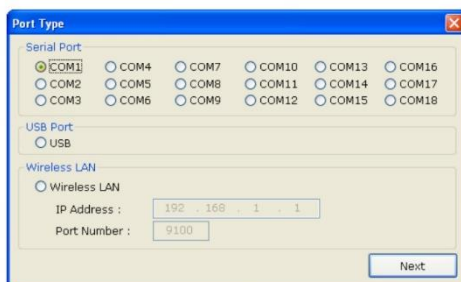 Port Type
Serial Port
COM1 COM4 COM7 COM10 COM13 COM16
COM2 COM5 COM8 COM11 COM14 COM17
COM3 COM6 COM9 COM12 COM15 COM18
USB Port
USB
Wireless LAN
Wireless LAN
IP Address : 192 . 168 . 1 . 1
Port Number : 9100
Next